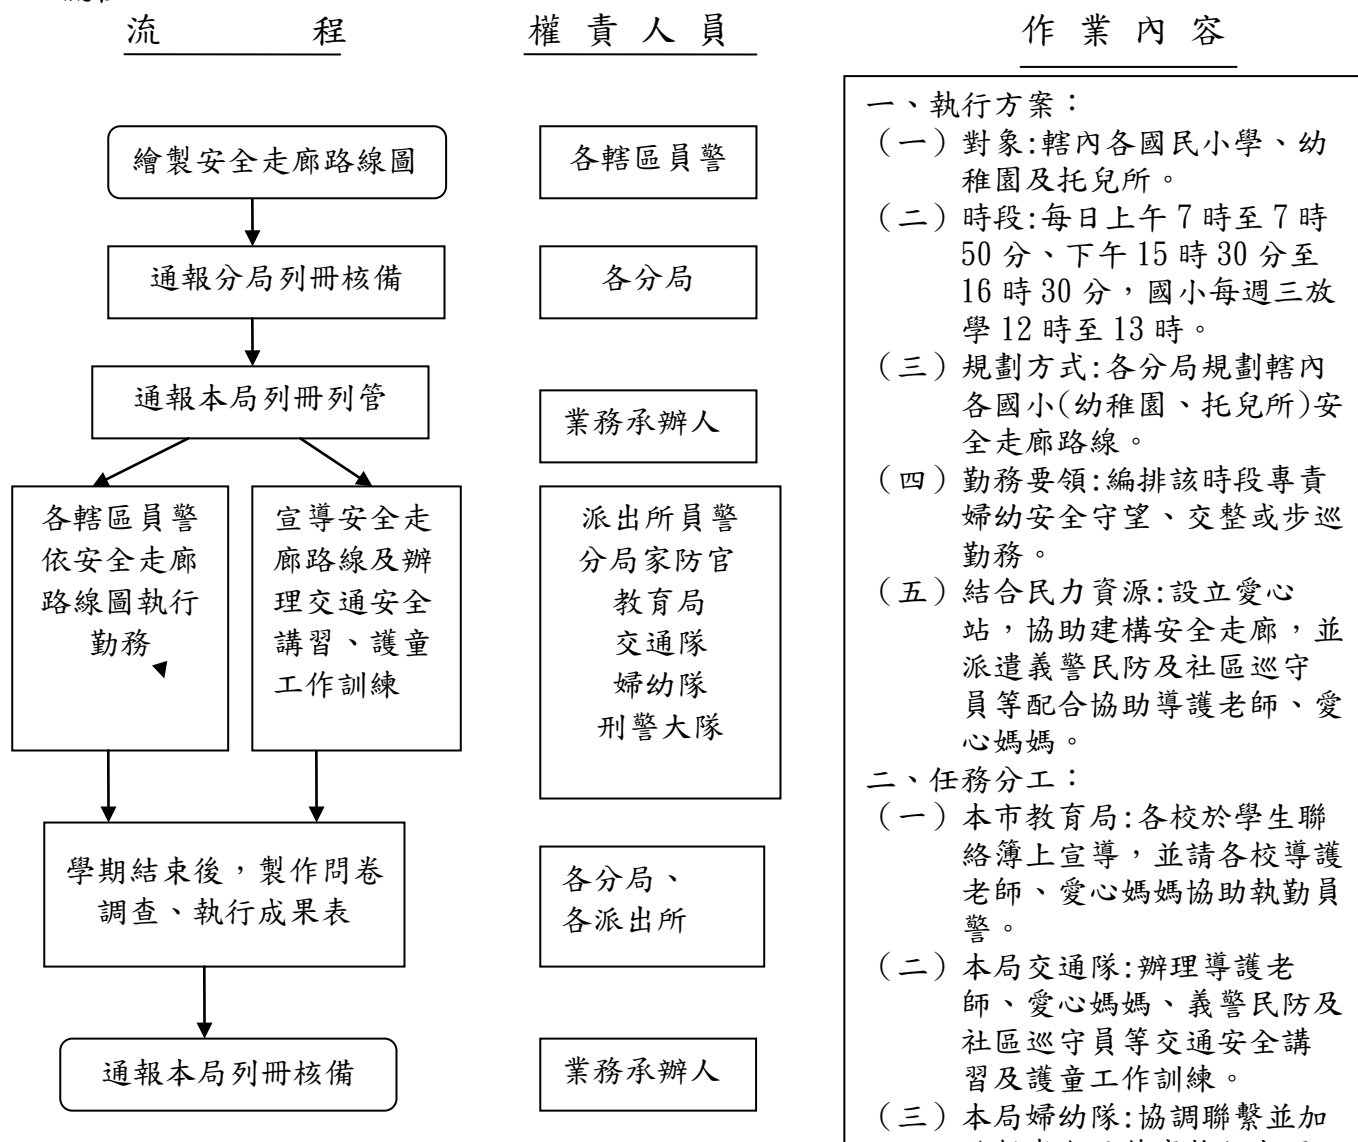 流　程
權責人員
作業內容
繪製安全走廊路線圖
各轄區員警
通報分局列冊核備
各分局
通報本局列冊列管
業務承辦人
各轄區員警
依安全走廊
路線圖執行
勤務
宣導安全走
廊路線及辦
理交通安全
講習、護童
工作訓練
派出所員警
分局家防官
教育局
交通隊
婦幼隊
刑警大隊
學期結束後，製作問卷
調查、執行成果表
各分局、
各派出所
通報本局列冊核備
業務承辦人
一、執行方案：
（一）對象:轄內各國民小學、幼
稚園及托兒所。
（二）時段:每日上午 7 時至 7 時
50 分、下午 15 時 30 分至
16 時 30 分，國小每週三放
學 12 時至 13 時。
（三）規劃方式:各分局規劃轄內
各國小(幼稚園、托兒所)安
全走廊路線。
（四）勤務要領:編排該時段專責
婦幼安全守望、交整或步巡
勤務。
（五）結合民力資源:設立愛心
站，協助建構安全走廊，並
派遣義警民防及社區巡守
員等配合協助導護老師、愛
心媽媽。
二、任務分工：
（一）本市教育局:各校於學生聯
絡簿上宣導，並請各校導護
老師、愛心媽媽協助執勤員
警。
（二）本局交通隊:辦理導護老
師、愛心媽媽、義警民防及
社區巡守員等交通安全講
習及護童工作訓練。
（三）本局婦幼隊:協調聯繫並加